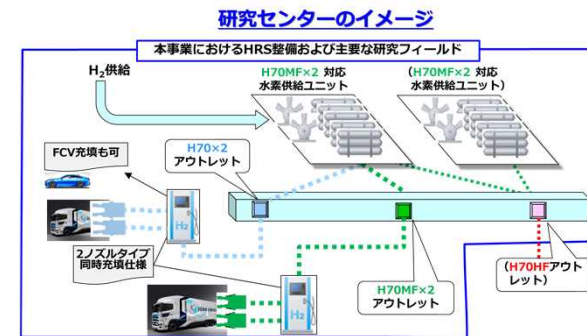 研究センターのイメージ
本事業におけるHRS整備および主要な研究フィールド
H₂供給
H70MF×2 対応
水素供給ユニット
(H70MF×2 対応
水素供給ユニット)
FCV充填も可
H70×2
アウトレット
H₂
2ノズルタイプ
同時充填仕様
H₂
H70MF×2
アウトレット
(H70HFアウト
レット)